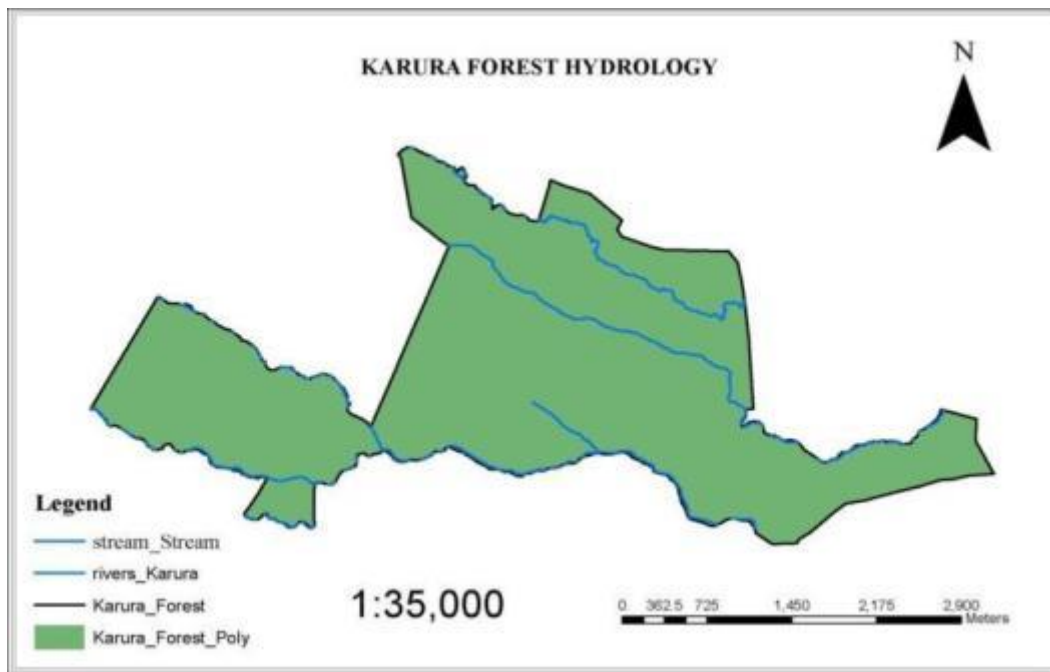 KARURA FOREST HYDROLOGY
N
Legend
stream_Stream
rivers_Karura
Karura_Forest
Karura_Forest_Poly
1:35,000
0 362.5 725 1,450 2,175 2,900
Meters